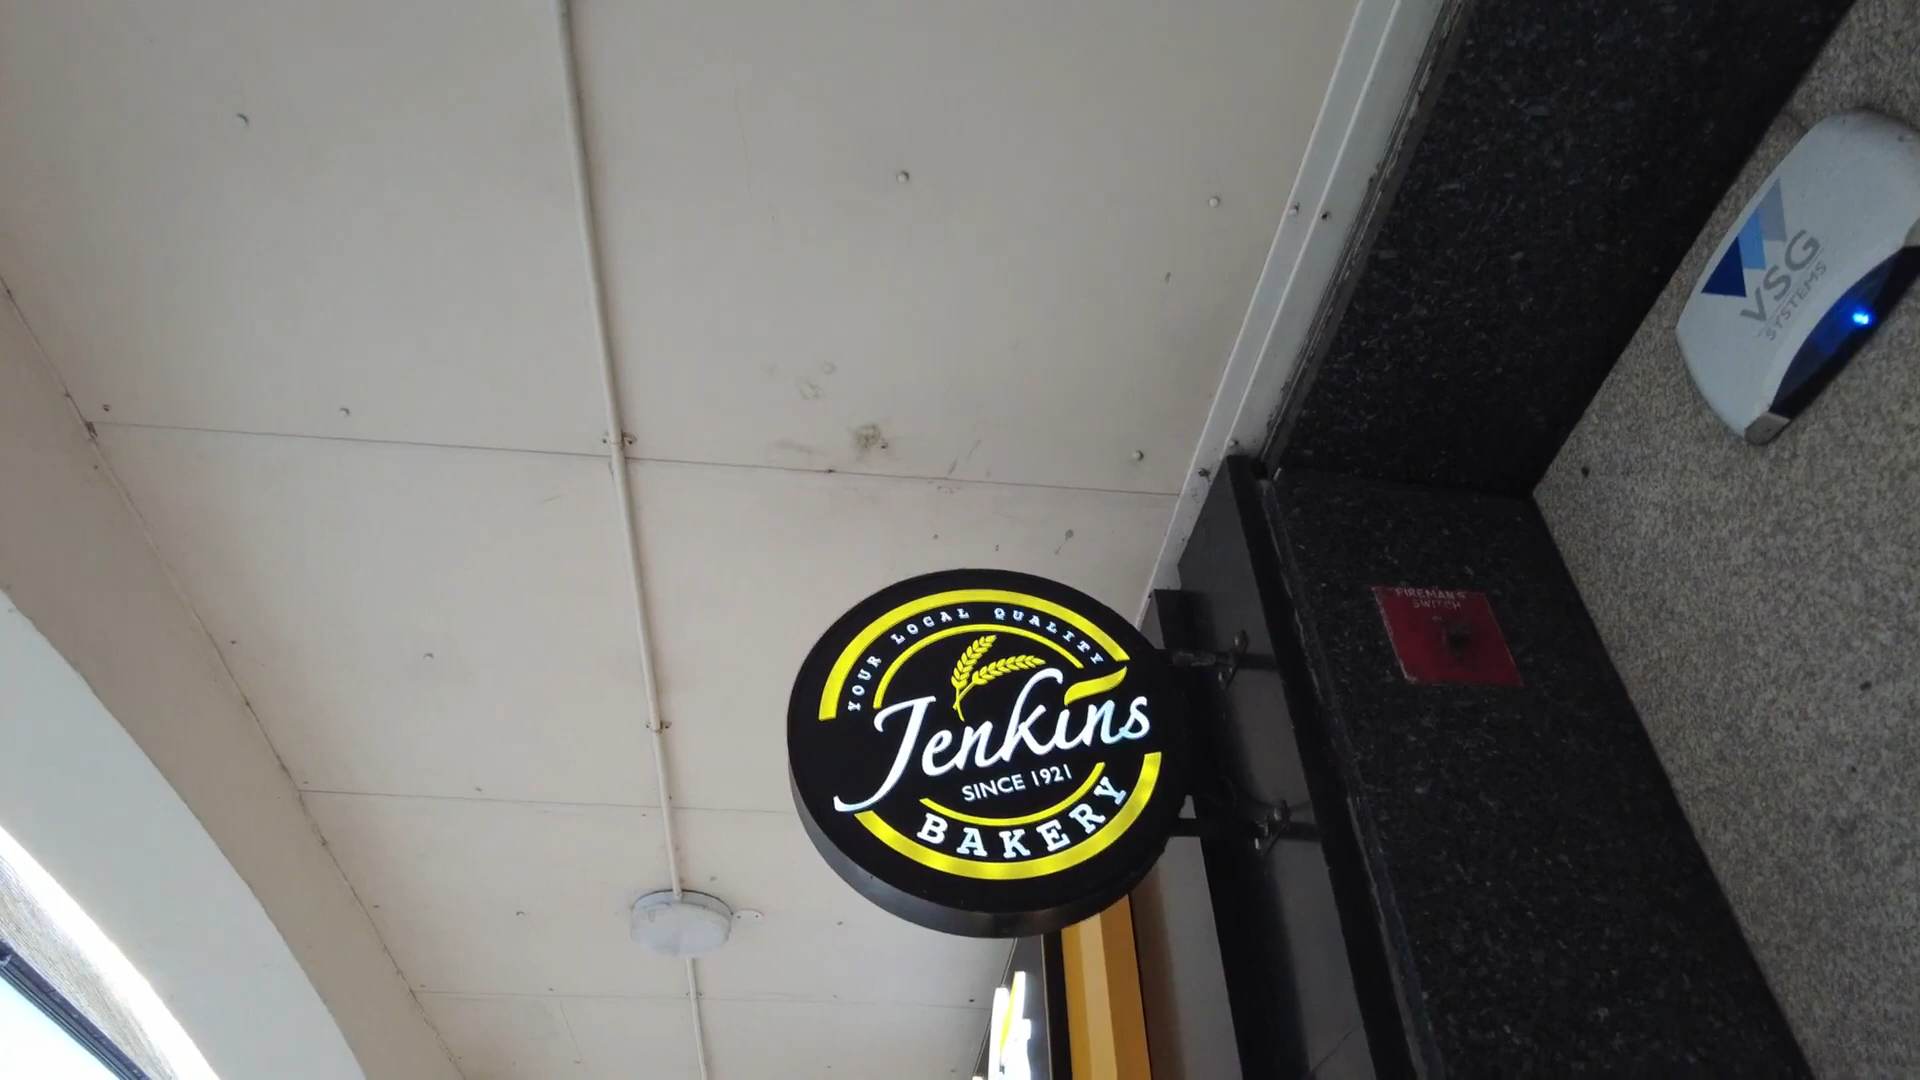 YOUR LOCAL QUALITY
Jenkins
SINCE 1921
BAKERY
FIREMAN'S
SWITCH
VSG
SYSTEMS